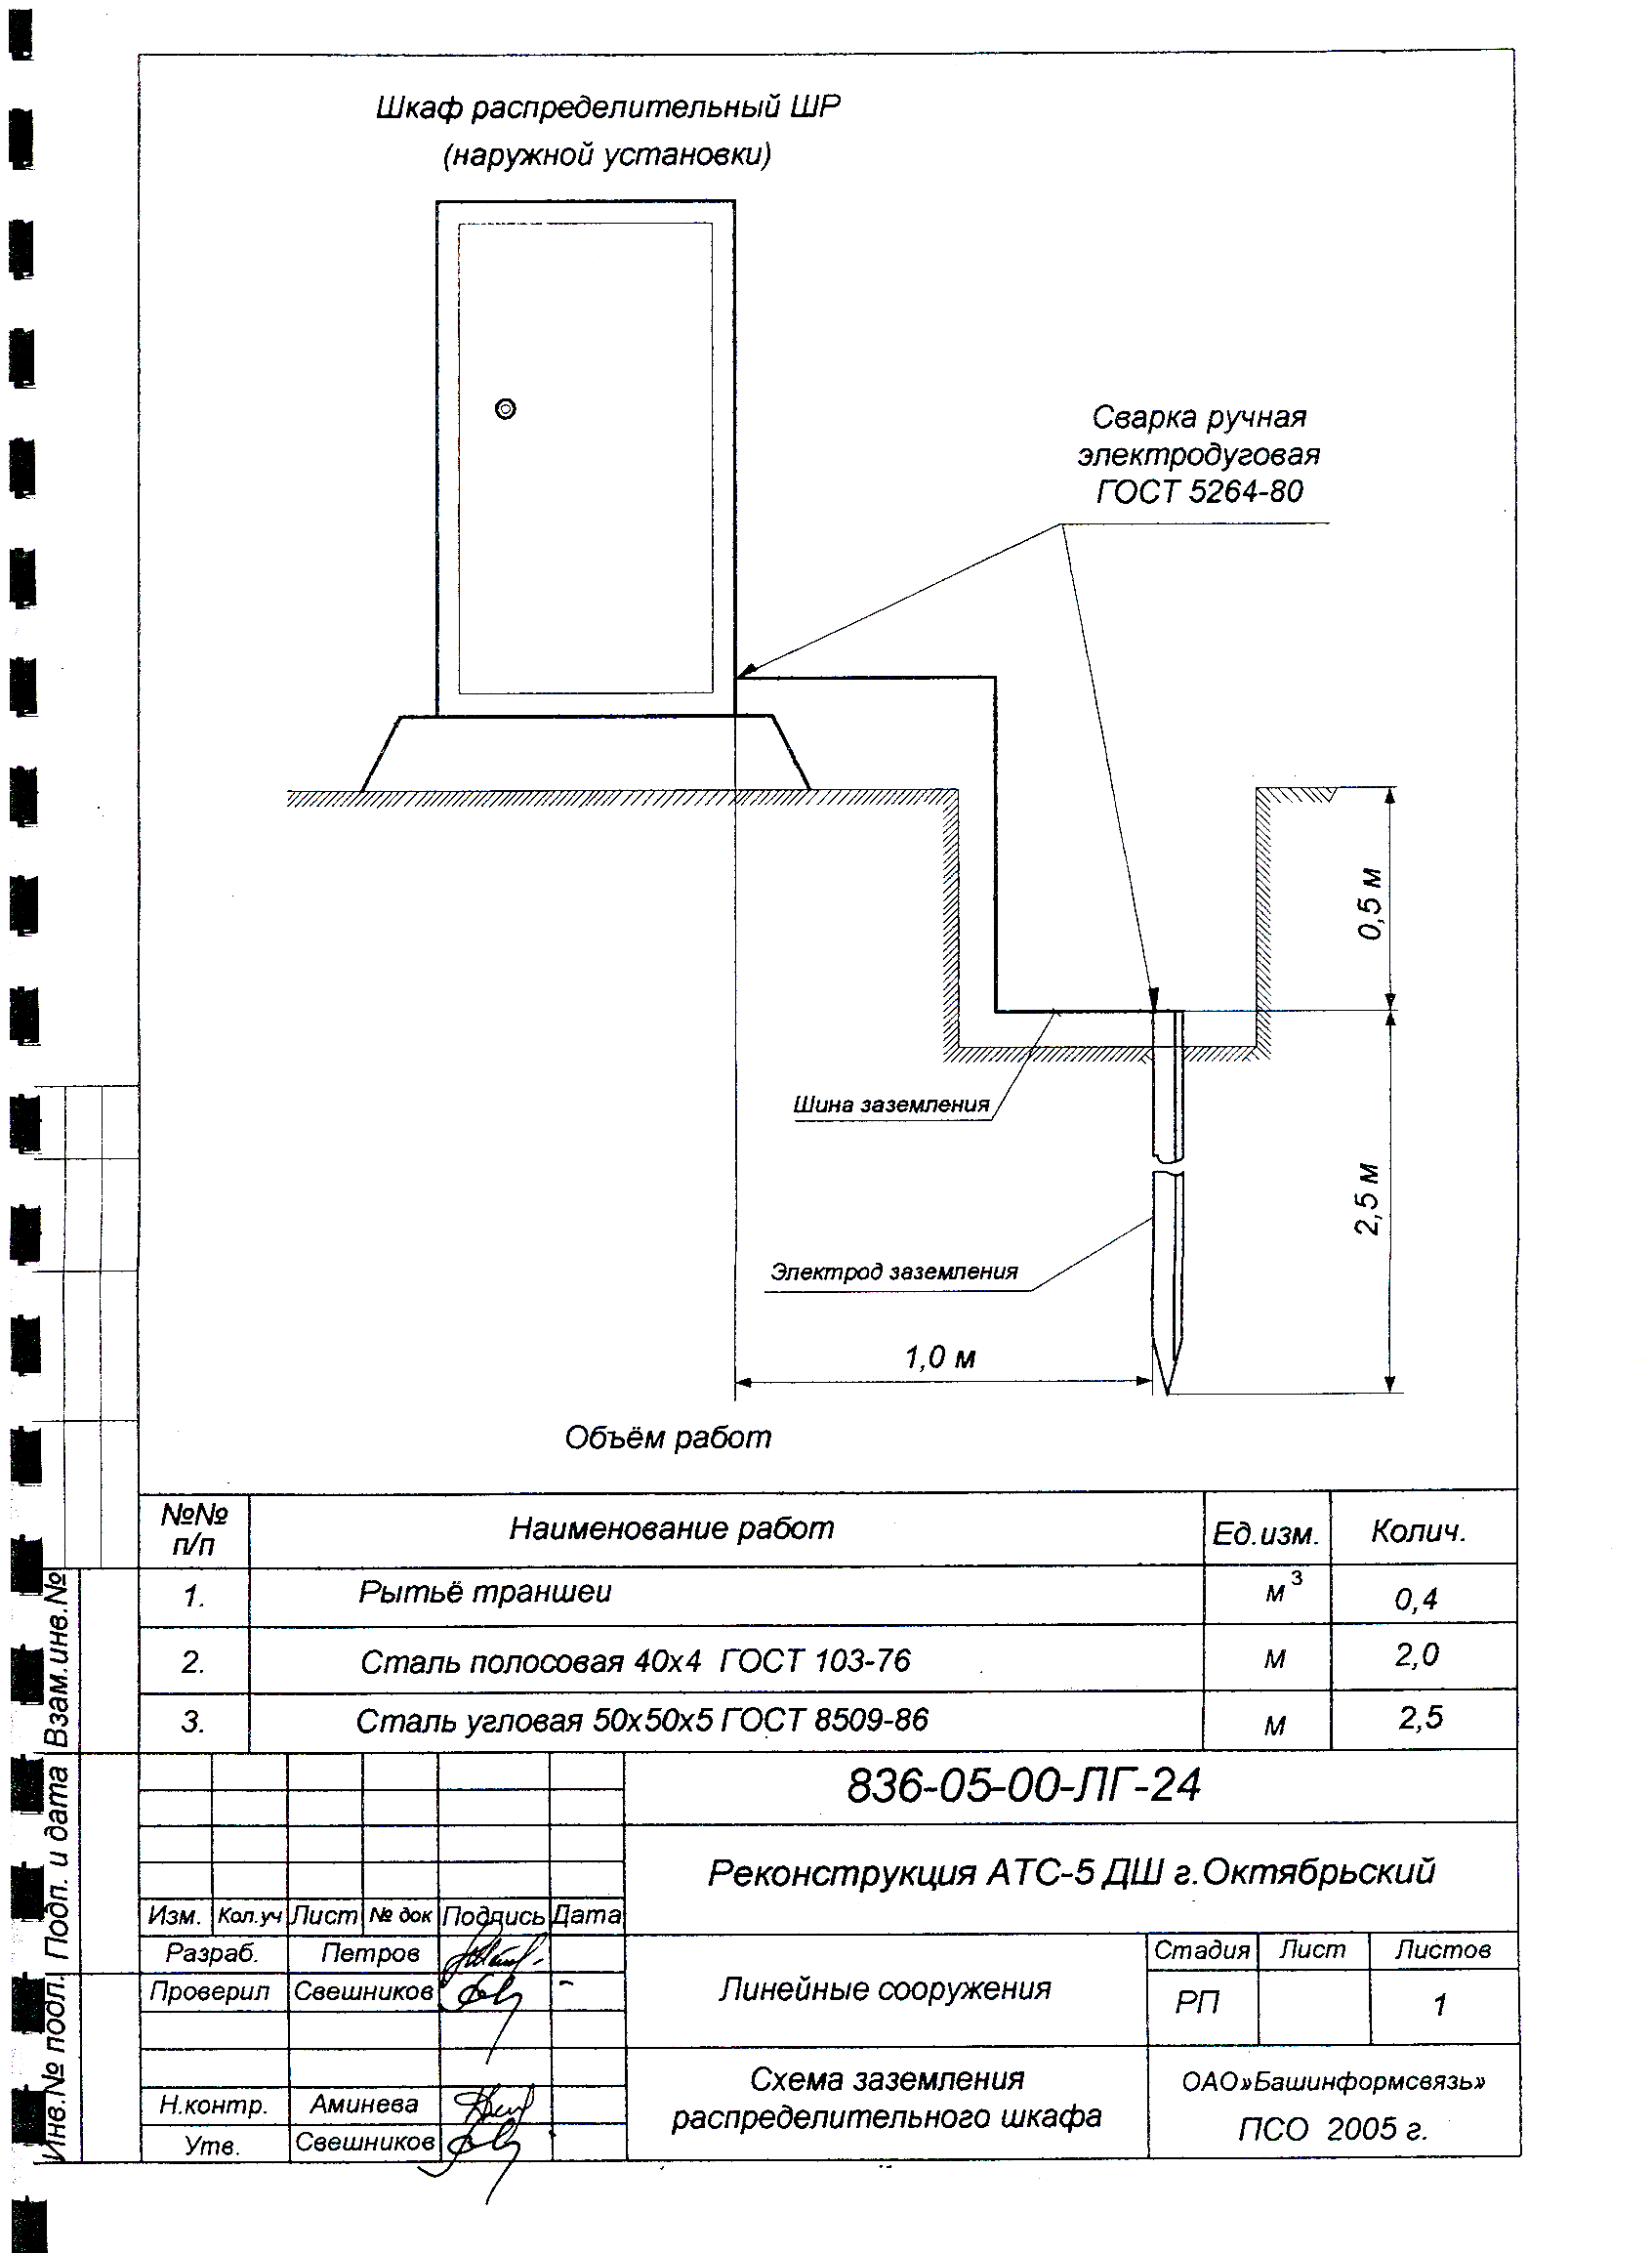 Шкаф распределительный ШР
(наружной установки)
Сварка ручная
электродуговая
ГОСТ 5264-80
0,5 м
Шина заземления
2,5 м
Электрод заземления
1,0 м
Объём работ
№№ п/п Наименование работ Ед.изм. Колич.
1. Рытьё траншеи м³ 0,4
2. Сталь полосовая 40х4 ГОСТ 103-76 м 2,0
3. Сталь угловая 50х50х5 ГОСТ 8509-86 м 2,5
Взам.инв.№
Подп. и дата
Инв.№ подл.
836-05-00-ЛГ-24
Реконструкция АТС-5 ДШ г.Октябрьский
Изм. Кол.уч Лист № док Подпись Дата
Разраб. Петров
Проверил Свешников
Н.контр. Аминева
Утв. Свешников
Линейные сооружения
Стадия Лист Листов
РП 1
Схема заземления
распределительного шкафа
ОАО»Башинформсвязь»
ПСО 2005 г.